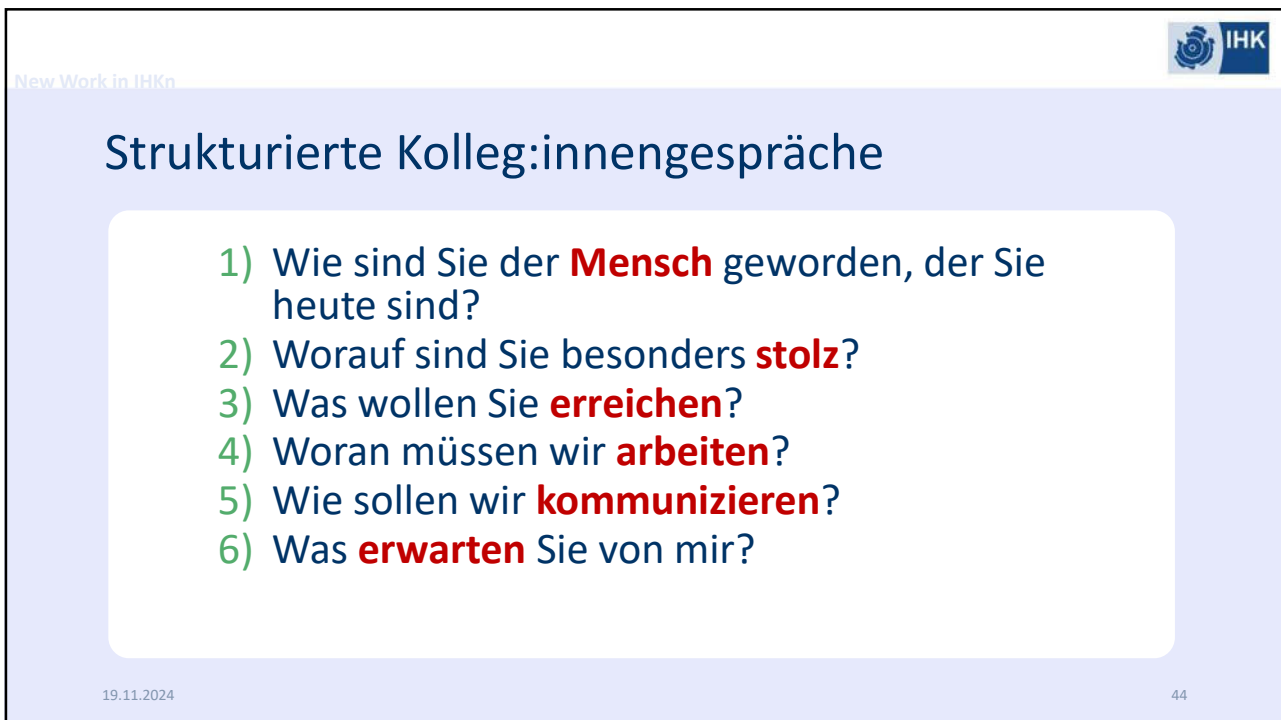 IHK
New Work in IHKn
Strukturierte Kolleg:innengespräche
1) Wie sind Sie der Mensch geworden, der Sie
heute sind?
2) Worauf sind Sie besonders stolz?
3) Was wollen Sie erreichen?
4) Woran müssen wir arbeiten?
5) Wie sollen wir kommunizieren?
6) Was erwarten Sie von mir?
19.11.2024
44